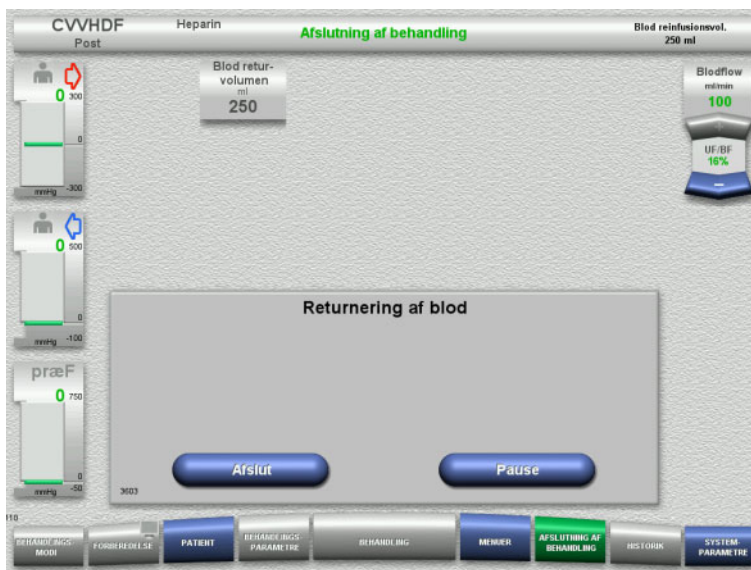 CVVHDF
Post
Heparin
Afslutning af behandling
Blod reinfusionsvol.
250 ml
0
300
0
-300
mmHg
Blod retur-
volumen
ml
250
Blodflow
ml/min
100
+
UF/BF
16%
−
0
500
0
-100
mmHg
præF
0
750
0
-50
mmHg
Returnering af blod
Afslut
Pause
3603
110
BEHANDLINGS-
MODI
FORBEREDELSE
PATIENT
BEHANDLINGS-
PARAMETRE
BEHANDLING
MENUER
AFSLUTNING AF
BEHANDLING
HISTORIK
SYSTEM-
PARAMETRE